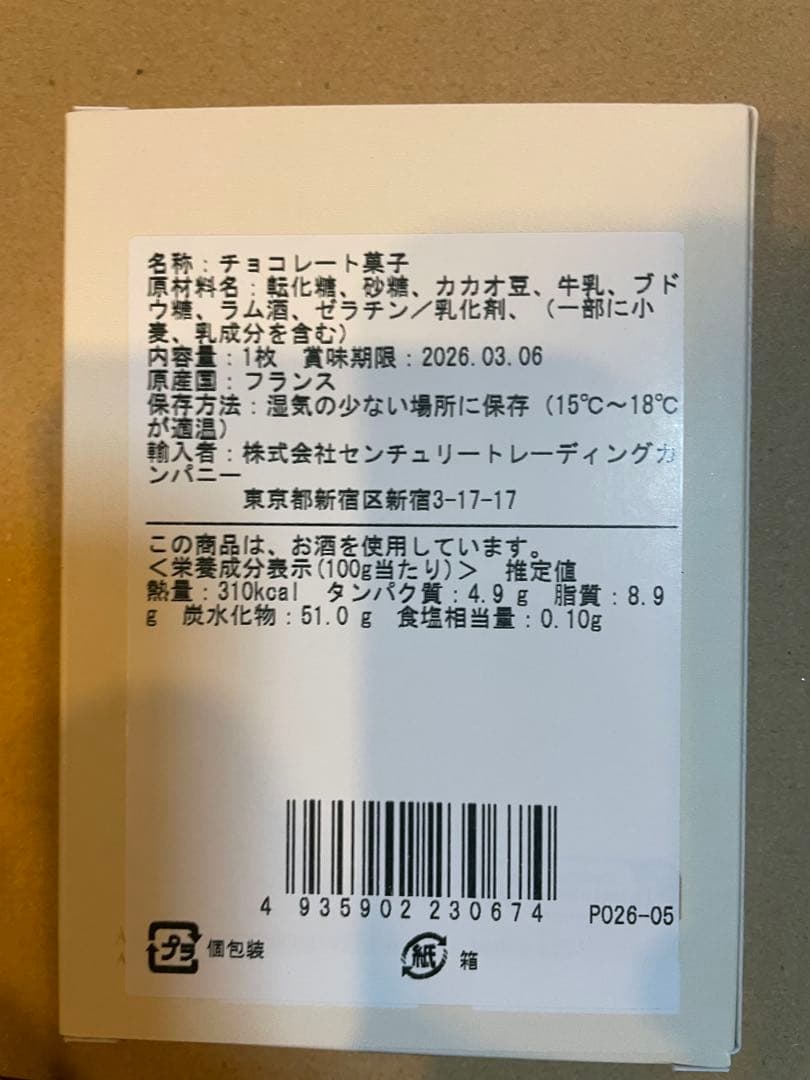 名称：チョコレート菓子
原材料名：転化糖、砂糖、カカオ豆、牛乳、ブド
ウ糖、ラム酒、ゼラチン／乳化剤、（一部に小
麦、乳成分を含む）
内容量：1枚　賞味期限：2026.03.06
原産国：フランス
保存方法：湿気の少ない場所に保存（15℃～18℃
が適温）
輸入者：株式会社センチュリートレーディングカ
ンパニー
東京都新宿区新宿3-17-17
この商品は、お酒を使用しています。
＜栄養成分表示(100g当たり)＞　推定値
熱量：310kcal　タンパク質：4.9 g　脂質：8.9
g　炭水化物：51.0 g　食塩相当量：0.10g
4 935902 230674　P026-05
プラ 個包装　紙 箱